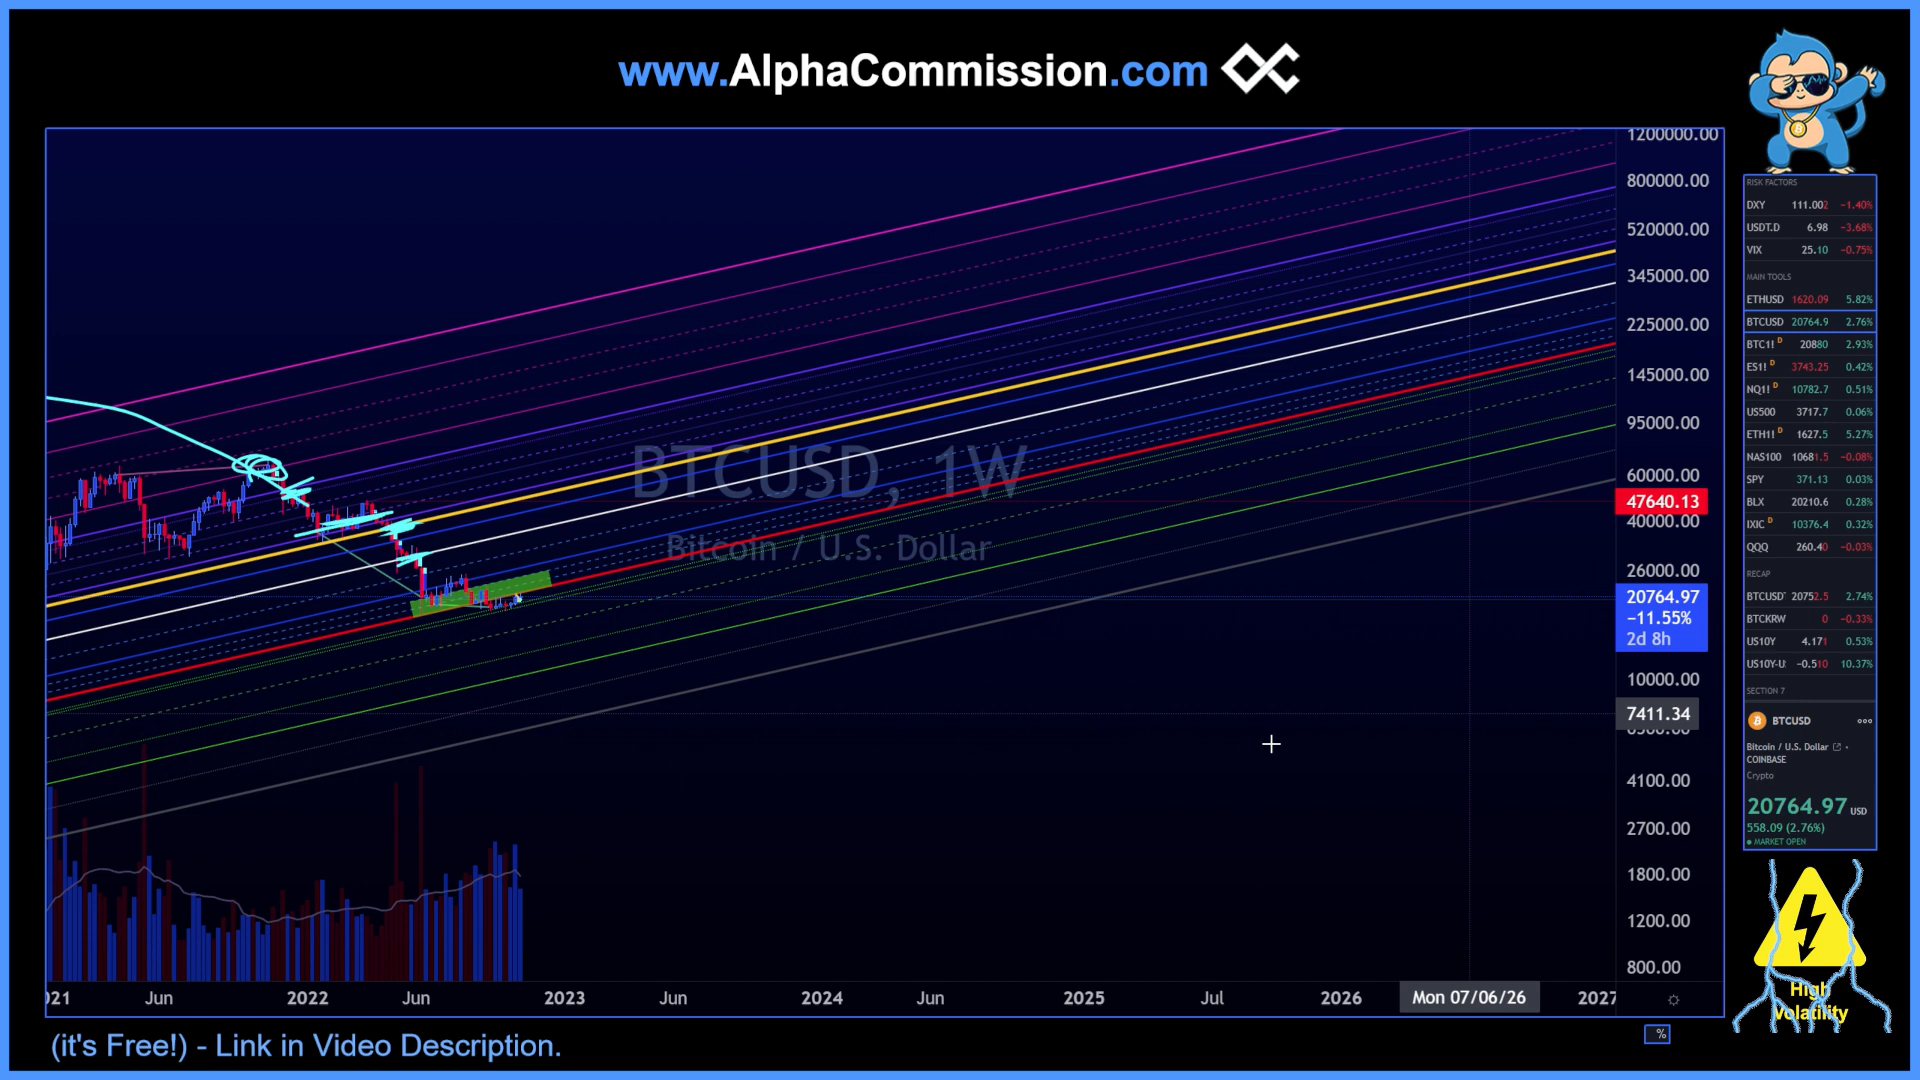 www.AlphaCommission.com
BTCUSD, 1W
Bitcoin / U.S. Dollar
1200000.00
800000.00
520000.00
345000.00
225000.00
145000.00
95000.00
60000.00
47640.13
40000.00
26000.00
20764.97
−11.55%
2d 8h
10000.00
7411.34
4100.00
2700.00
1800.00
1200.00
800.00
021 Jun 2022 Jun 2023 Jun 2024 Jun 2025 Jul 2026 Mon 07/06/26 2027
%
RISK FACTORS
DXY 111.002 −1.40%
USDT.D 6.98 −3.68%
VIX 25.10 −0.75%
MAIN TOOLS
ETHUSD 1620.09 5.82%
BTCUSD 20764.9 2.76%
BTC1! D 20880 2.93%
ES1! D 3743.25 0.42%
NQ1! D 10782.7 0.51%
US500 3717.7 0.06%
ETH1! D 1627.5 5.27%
NAS100 10681.5 −0.08%
SPY 371.13 0.03%
BLX 20210.6 0.28%
IXIC D 10376.4 0.32%
QQQ 260.40 −0.03%
RECAP
BTCUSDT 20752.5 2.74%
BTCKRW 0 −0.33%
US10Y 4.171 0.53%
US10Y-U: −0.510 10.37%
SECTION 7
BTCUSD
Bitcoin / U.S. Dollar
COINBASE
Crypto
20764.97 USD
558.09 (2.76%)
MARKET OPEN
High
Volatility
(it's Free!) - Link in Video Description.